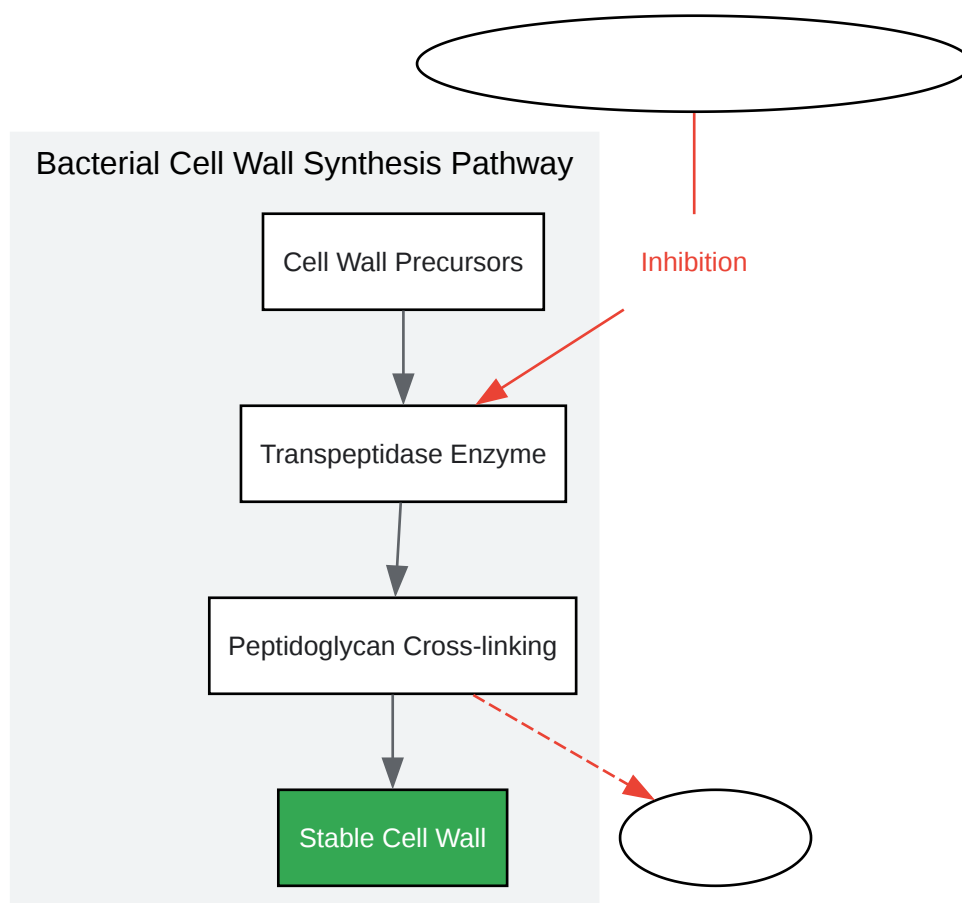 Bacterial Cell Wall Synthesis Pathway
Cell Wall Precursors
Inhibition
Transpeptidase Enzyme
Peptidoglycan Cross-linking
Stable Cell Wall